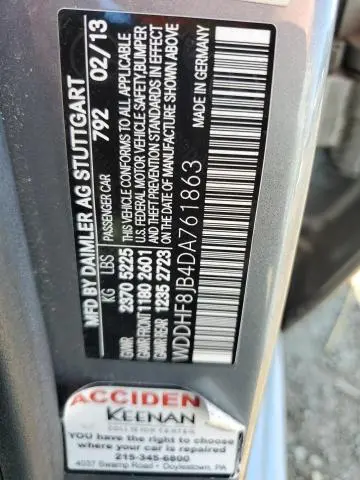 MFD BY DAIMLER AG STUTTGART
PASSENGER CAR 792 02/13
KG LBS
GVWR 2370 5225
GAWR FRONT 1180 2601
GAWR REAR 1235 2723
THIS VEHICLE CONFORMS TO ALL APPLICABLE
U.S. FEDERAL MOTOR VEHICLE SAFETY, BUMPER
AND THEFT PREVENTION STANDARDS IN EFFECT
ON THE DATE OF MANUFACTURE SHOWN ABOVE
WDDHF8JB4DA761863
MADE IN GERMANY
ACCIDEN
KEENAN
COLLISION CENTER
YOU have the right to choose
where your car is repaired
215-345-6800
4037 Swamp Road • Doylestown, PA